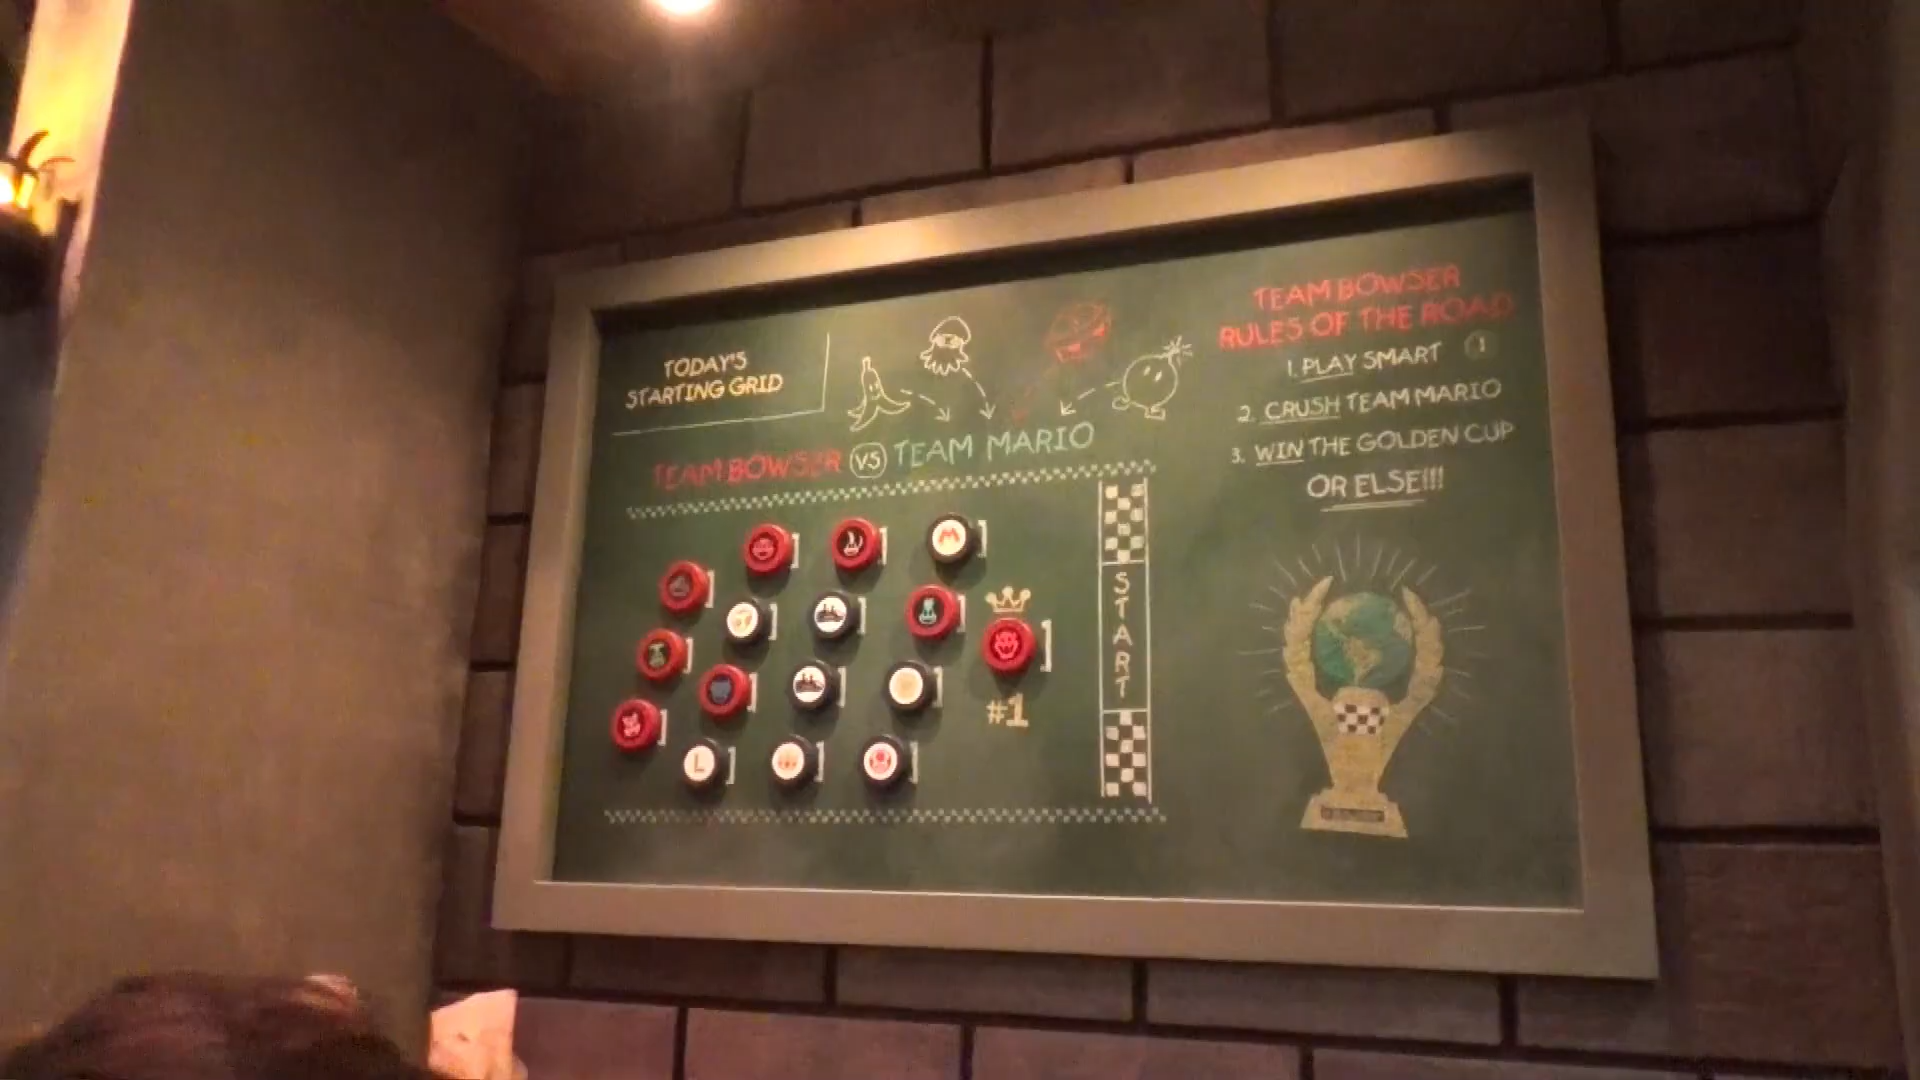 TODAY'S
STARTING GRID
TEAM BOWSER VS TEAM MARIO
M
L
#1
START
TEAM BOWSER
RULES OF THE ROAD
1. PLAY SMART
2. CRUSH TEAM MARIO
3. WIN THE GOLDEN CUP
OR ELSE!!!